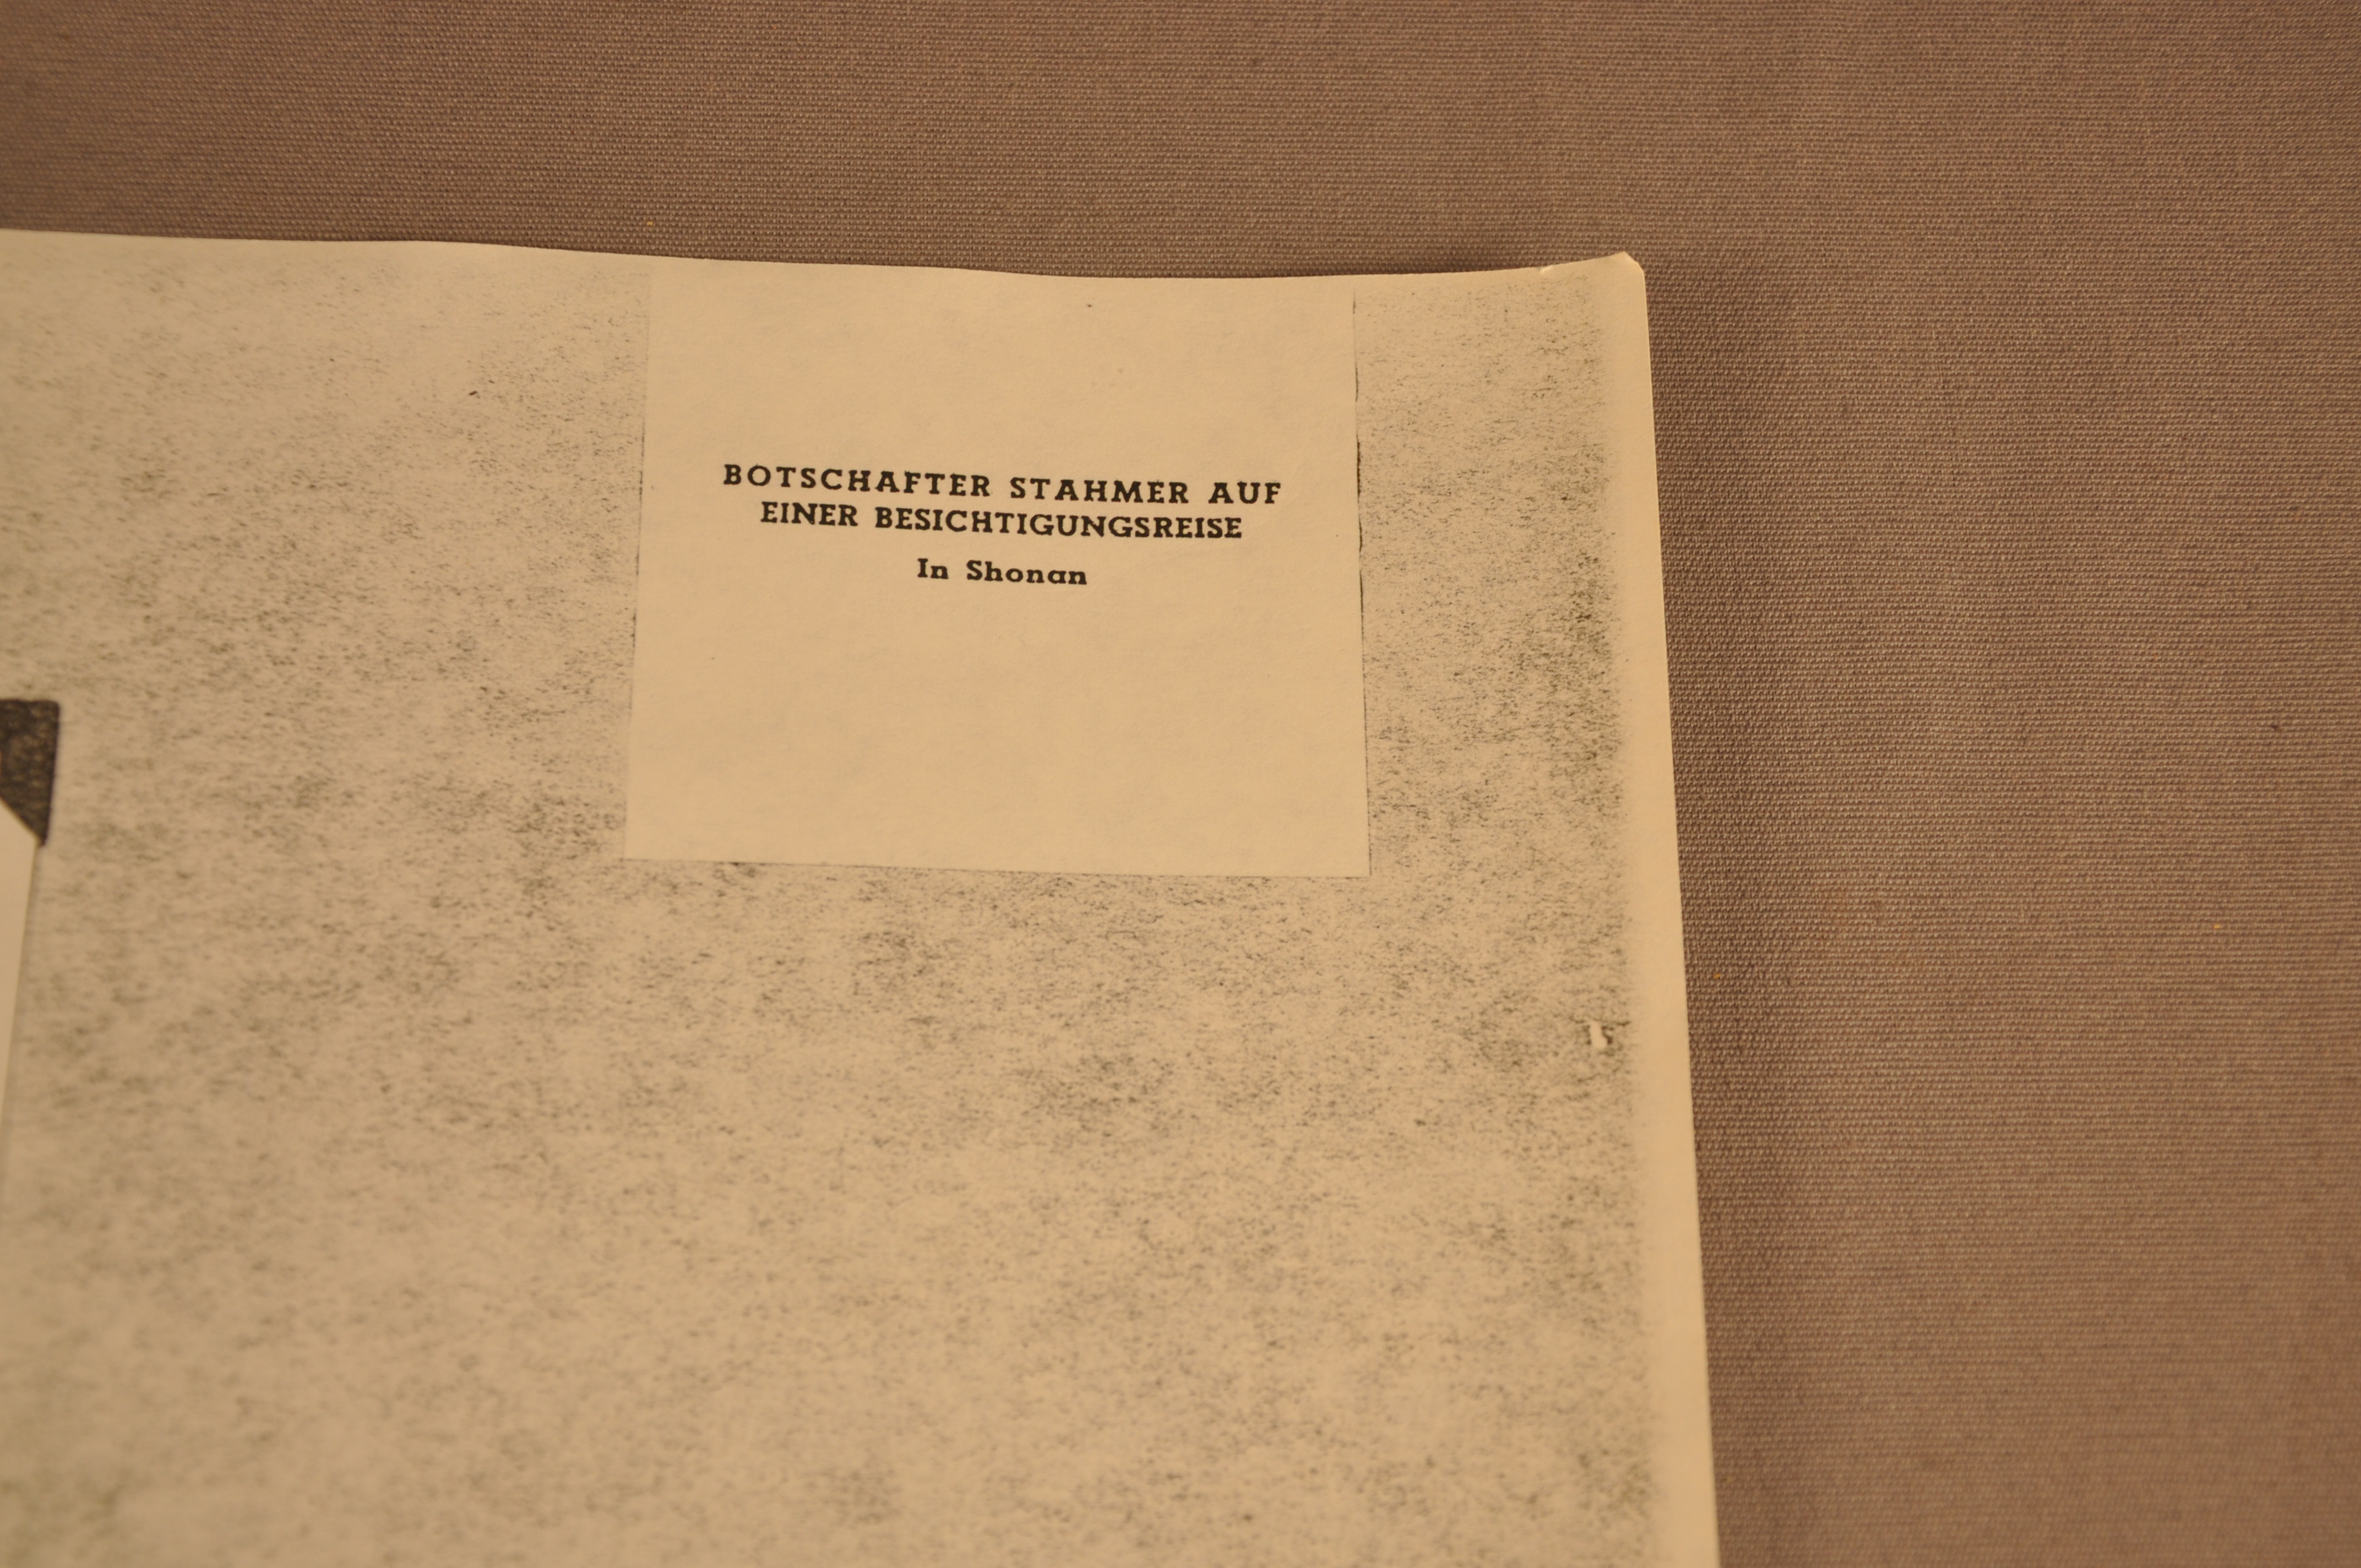 BOTSCHAFTER STAHMER AUF
EINER BESICHTIGUNGSREISE
In Shonan